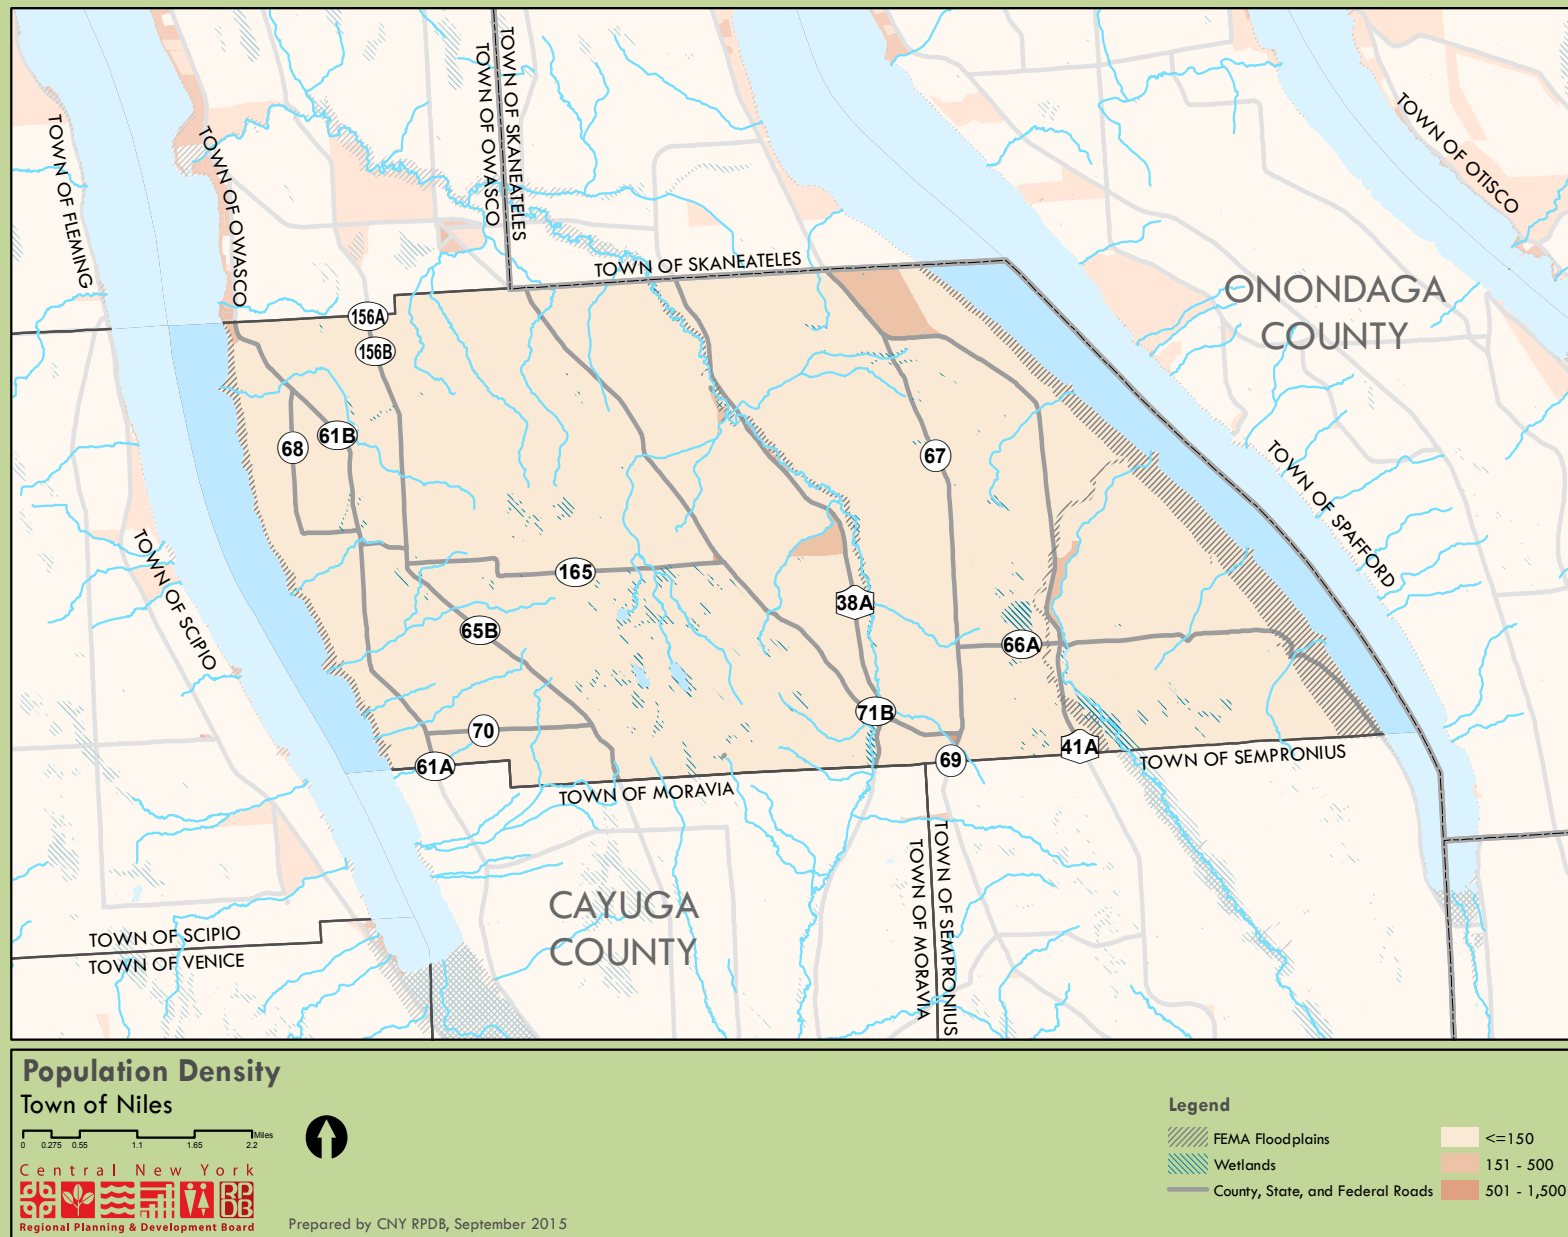 TOWN OF SKANEATELES
TOWN OF OWASCO
TOWN OF FLEMING
TOWN OF OWASCO
TOWN OF OTISCO
TOWN OF SKANEATELES
ONONDAGA
COUNTY
156A
156B
68
61B
67
TOWN OF SPAFFORD
TOWN OF SCIPIO
165
38A
65B
66A
71B
70
61A
69
41A
TOWN OF SEMPRONIUS
TOWN OF MORAVIA
TOWN OF SEMPRONIUS
TOWN OF MORAVIA
CAYUGA
COUNTY
TOWN OF SCIPIO
TOWN OF VENICE
Population Density
Town of Niles
Miles
0 0.275 0.55 1.1 1.65 2.2
Central New York
RP
DB
Regional Planning & Development Board
Prepared by CNY RPDB, September 2015
Legend
FEMA Floodplains
Wetlands
County, State, and Federal Roads
<=150
151 - 500
501 - 1,500